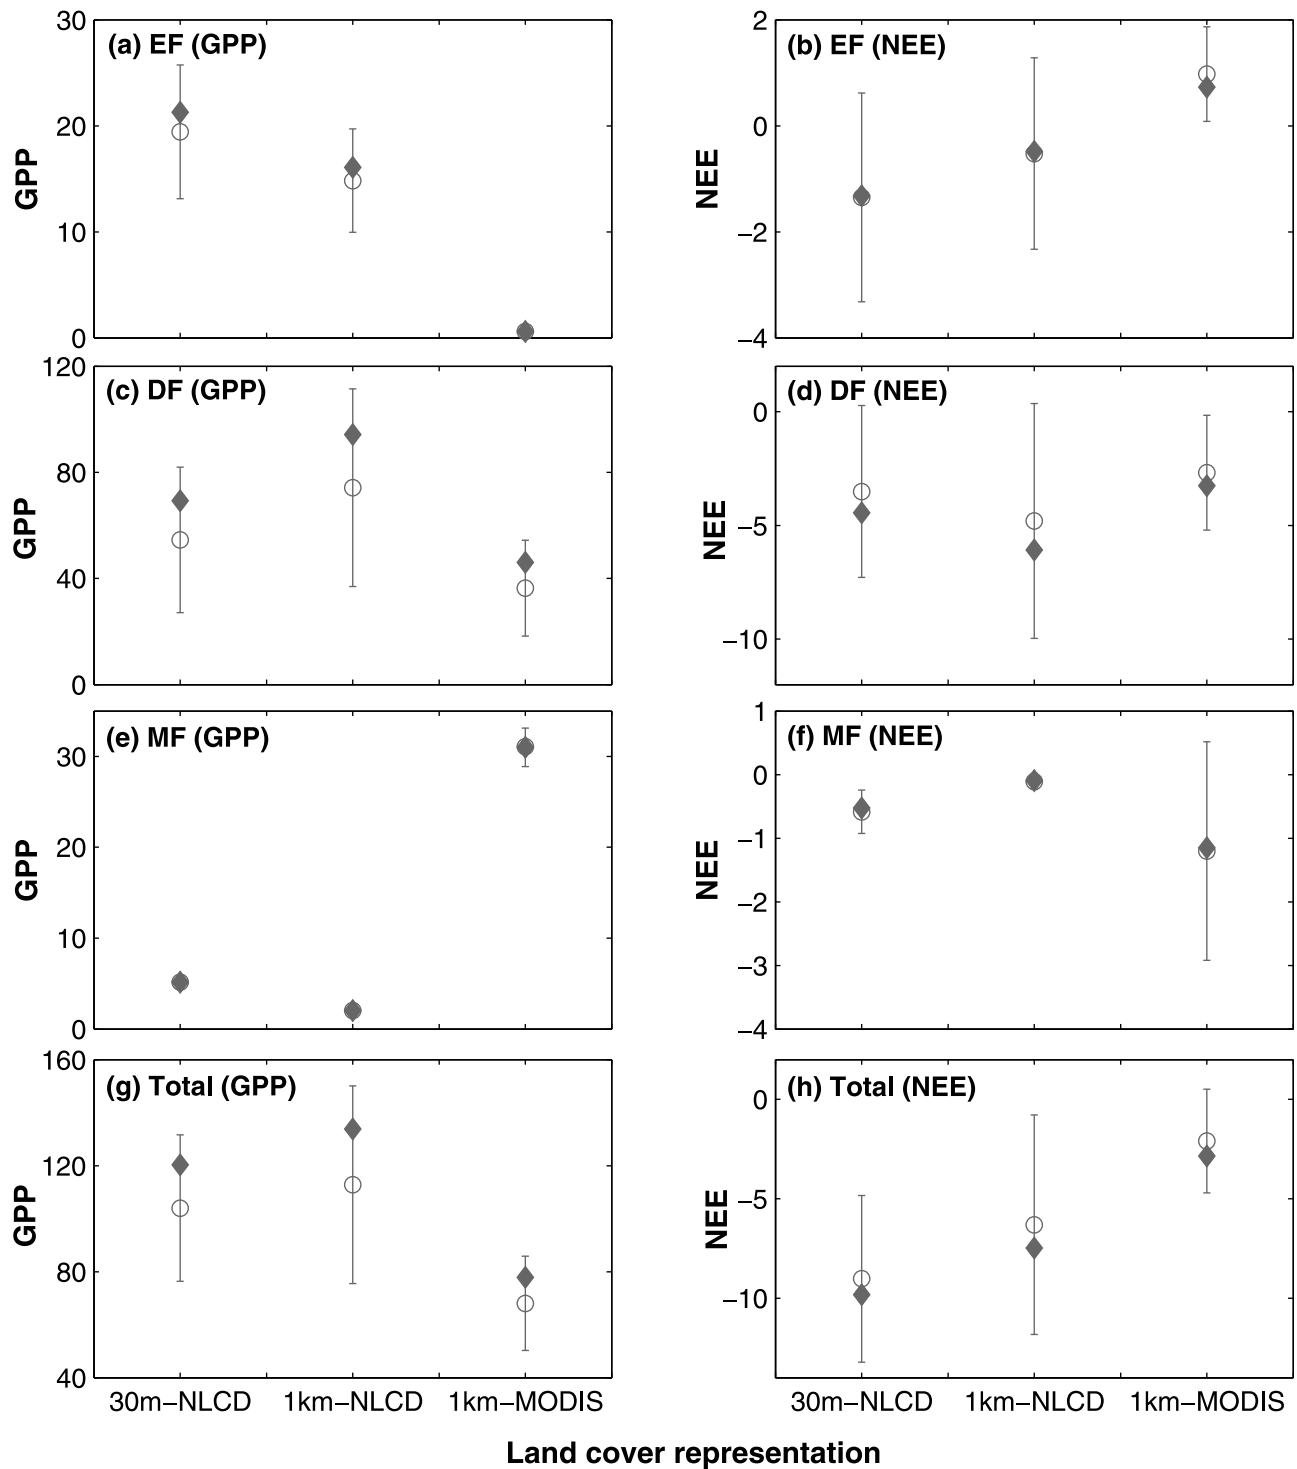 (a) EF (GPP)
30
20
10
0
GPP
(b) EF (NEE)
2
0
−2
−4
NEE
(c) DF (GPP)
120
80
40
0
GPP
(d) DF (NEE)
0
−5
−10
NEE
(e) MF (GPP)
30
20
10
0
GPP
(f) MF (NEE)
1
0
−1
−2
−3
−4
NEE
(g) Total (GPP)
160
120
80
40
GPP
30m−NLCD 1km−NLCD 1km−MODIS
(h) Total (NEE)
0
−5
−10
NEE
30m−NLCD 1km−NLCD 1km−MODIS
Land cover representation